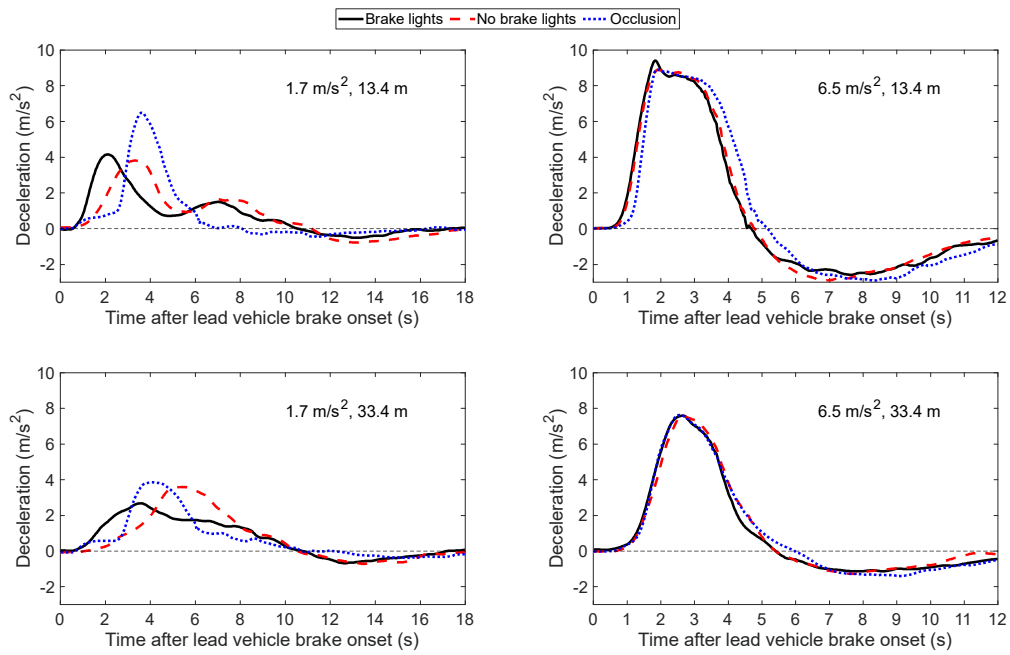 Brake lights No brake lights Occlusion
10
8
6
4
2
0
-2
Deceleration (m/s²)
1.7 m/s², 13.4 m
0 2 4 6 8 10 12 14 16 18
Time after lead vehicle brake onset (s)
10
8
6
4
2
0
-2
Deceleration (m/s²)
6.5 m/s², 13.4 m
0 1 2 3 4 5 6 7 8 9 10 11 12
Time after lead vehicle brake onset (s)
10
8
6
4
2
0
-2
Deceleration (m/s²)
1.7 m/s², 33.4 m
0 2 4 6 8 10 12 14 16 18
Time after lead vehicle brake onset (s)
10
8
6
4
2
0
-2
Deceleration (m/s²)
6.5 m/s², 33.4 m
0 1 2 3 4 5 6 7 8 9 10 11 12
Time after lead vehicle brake onset (s)